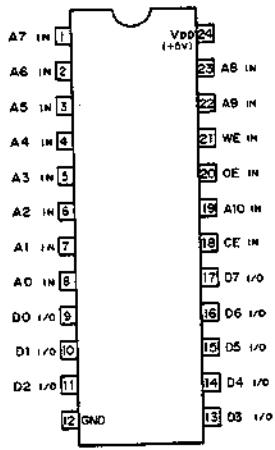 A7 IN 1 VDD 24
(+5V)
A6 IN 2 23 A8 IN
A5 IN 3 22 A9 IN
A4 IN 4 21 WE IN
A3 IN 5 20 OE IN
A2 IN 6 19 A10 IN
A1 IN 7 18 CE IN
A0 IN 8 17 D7 I/O
D0 I/O 9 16 D6 I/O
D1 I/O 10 15 D5 I/O
D2 I/O 11 14 D4 I/O
12 GND 13 D3 I/O